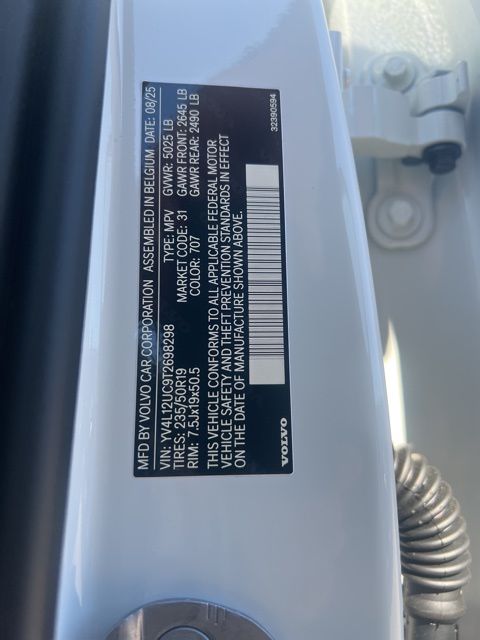 MFD BY VOLVO CAR CORPORATION ASSEMBLED IN BELGIUM DATE: 08/25
VIN: YV4L12UC9T2698298 TYPE: MPV GVWR: 5025 LB
TIRES: 235/50R19 MARKET CODE: 31 GAWR FRONT: 2645 LB
RIM: 7.5Jx19x50.5 COLOR: 707 GAWR REAR: 2490 LB
THIS VEHICLE CONFORMS TO ALL APPLICABLE FEDERAL MOTOR
VEHICLE SAFETY AND THEFT PREVENTION STANDARDS IN EFFECT
ON THE DATE OF MANUFACTURE SHOWN ABOVE.
VOLVO 32390594